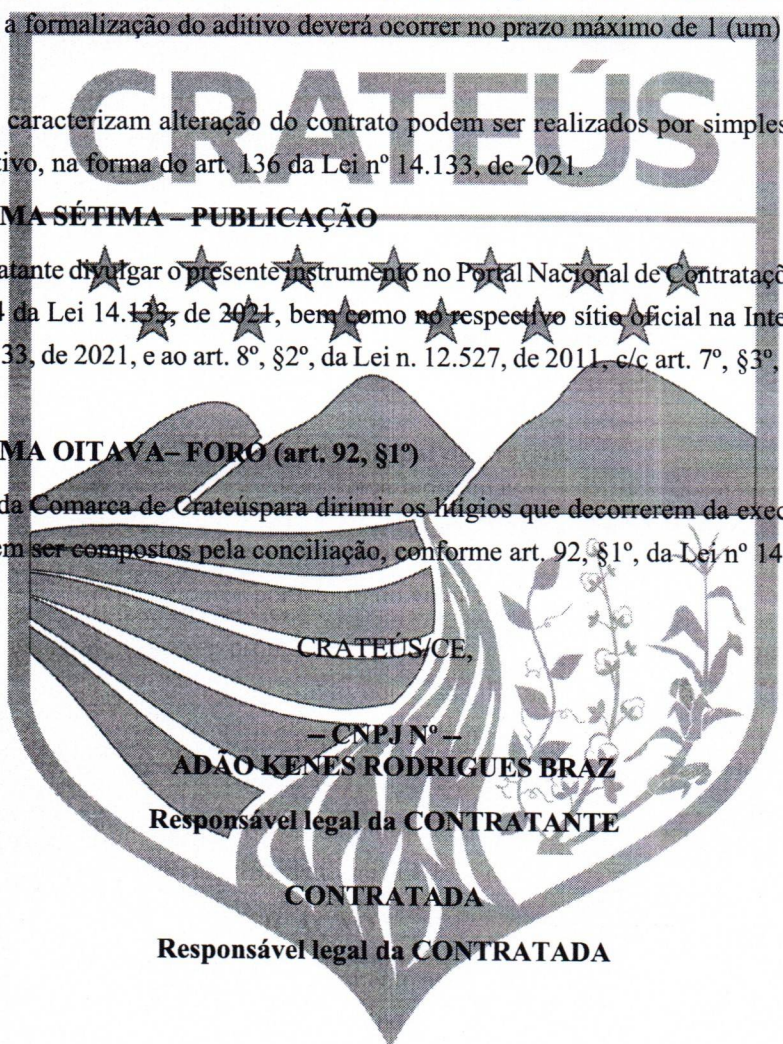 a formalização do aditivo deverá ocorrer no prazo máximo de 1 (um)
CRATEÚS
caracterizam alteração do contrato podem ser realizados por simples
tivo, na forma do art. 136 da Lei nº 14.133, de 2021.
MA SÉTIMA – PUBLICAÇÃO
atante divulgar o presente instrumento no Portal Nacional de Contrataçõ
4 da Lei 14.133, de 2021, bem como no respectivo sítio oficial na Inte
33, de 2021, e ao art. 8º, §2º, da Lei n. 12.527, de 2011, c/c art. 7º, §3º,
MA OITAVA– FORO (art. 92, §1º)
da Comarca de Crateúspara dirimir os litígios que decorrerem da exec
em ser compostos pela conciliação, conforme art. 92, §1º, da Lei nº 14
CRATEÚS/CE,
– CNPJ Nº –
ADÃO KENES RODRIGUES BRAZ
Responsável legal da CONTRATANTE
CONTRATADA
Responsável legal da CONTRATADA